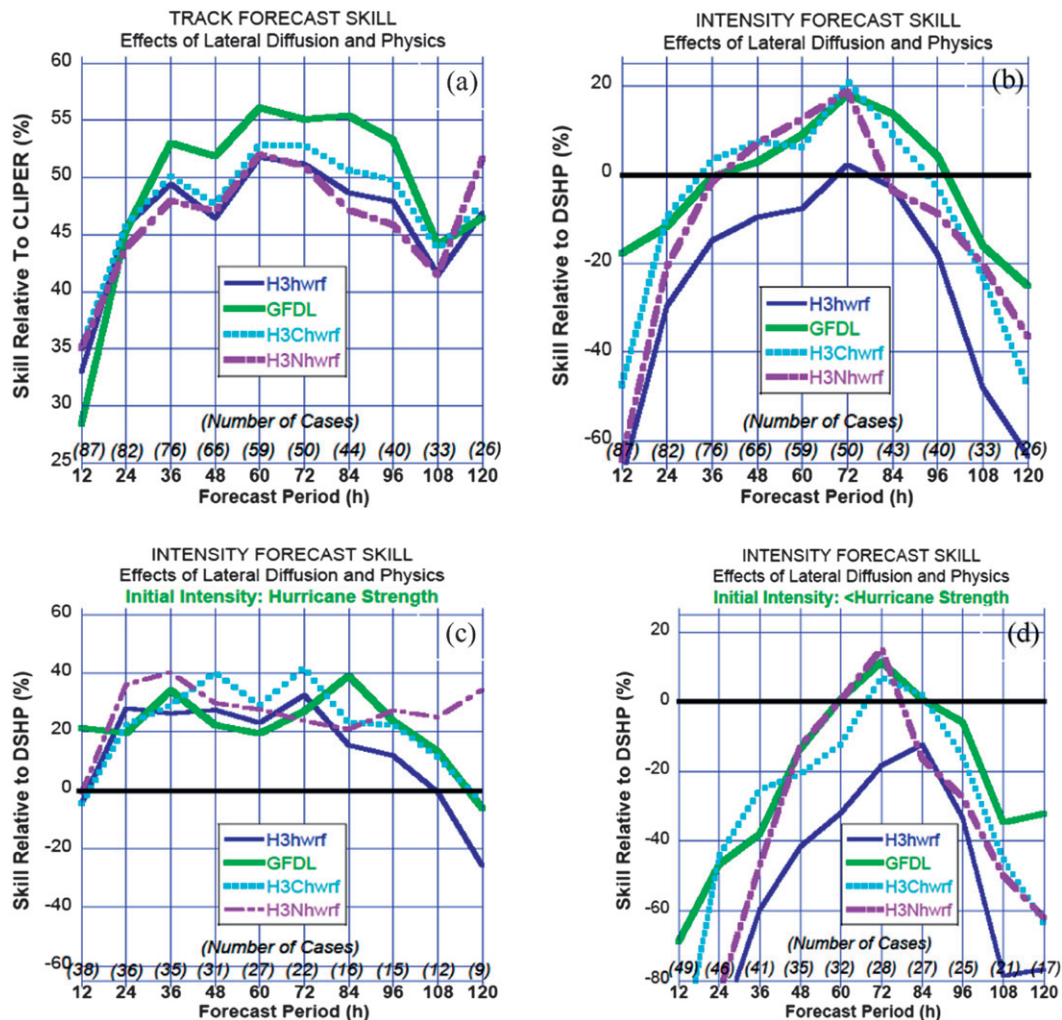 TRACK FORECAST SKILL
Effects of Lateral Diffusion and Physics
(a)
Skill Relative To CLIPER (%)
60
55
50
45
40
35
30
25
H3hwrf
GFDL
H3Chwrf
H3Nhwrf
(Number of Cases)
(87) (82) (76) (66) (59) (50) (44) (40) (33) (26)
12 24 36 48 60 72 84 96 108 120
Forecast Period (h)
INTENSITY FORECAST SKILL
Effects of Lateral Diffusion and Physics
(b)
Skill Relative to DSHP (%)
20
0
-20
-40
-60
H3hwrf
GFDL
H3Chwrf
H3Nhwrf
(Number of Cases)
(87) (82) (76) (66) (59) (50) (43) (40) (33) (26)
12 24 36 48 60 72 84 96 108 120
Forecast Period (h)
INTENSITY FORECAST SKILL
Effects of Lateral Diffusion and Physics
Initial Intensity: Hurricane Strength
(c)
Skill Relative to DSHP (%)
60
40
20
0
-20
-40
-60
H3hwrf
GFDL
H3Chwrf
H3Nhwrf
(Number of Cases)
(38) (36) (35) (31) (27) (22) (16) (15) (12) (9)
12 24 36 48 60 72 84 96 108 120
Forecast Period (h)
INTENSITY FORECAST SKILL
Effects of Lateral Diffusion and Physics
Initial Intensity: <Hurricane Strength
(d)
Skill Relative to DSHP (%)
20
0
-20
-40
-60
-80
H3hwrf
GFDL
H3Chwrf
H3Nhwrf
(Number of Cases)
(49) (46) (41) (35) (32) (28) (27) (25) (21) (17)
12 24 36 48 60 72 84 96 108 120
Forecast Period (h)